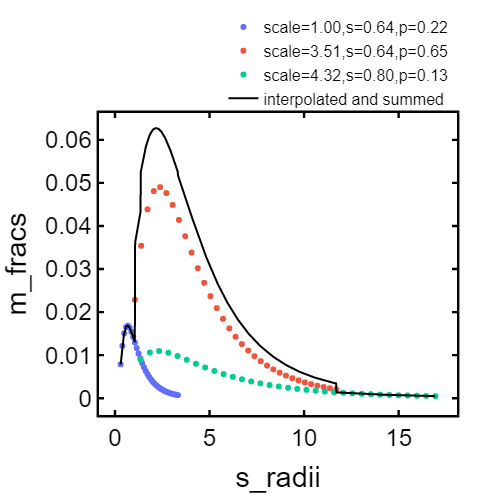 scale=1.00,s=0.64,p=0.22
scale=3.51,s=0.64,p=0.65
scale=4.32,s=0.80,p=0.13
interpolated and summed
0.06
0.05
0.04
0.03
0.02
0.01
0
m_fracs
0 5 10 15
s_radii